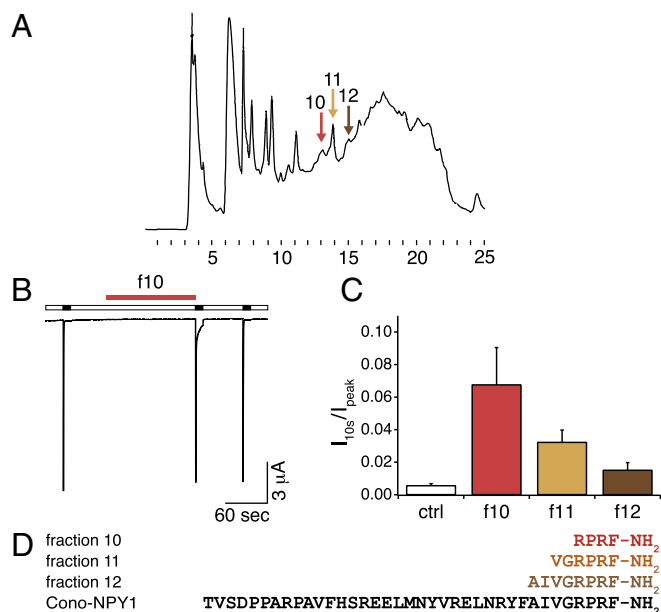 A
10
11
12
5
10
15
20
25
B
f10
3 μA
60 sec
C
I10s/Ipeak
0.10
0.08
0.06
0.04
0.02
0.00
ctrl
f10
f11
f12
D
fraction 10 RPRF-NH2
fraction 11 VGRPRF-NH2
fraction 12 AIVGRPRF-NH2
Cono-NPY1 TVSDPPARPAVFHSREELMNYVRELNRYFAIVGRPRF-NH2